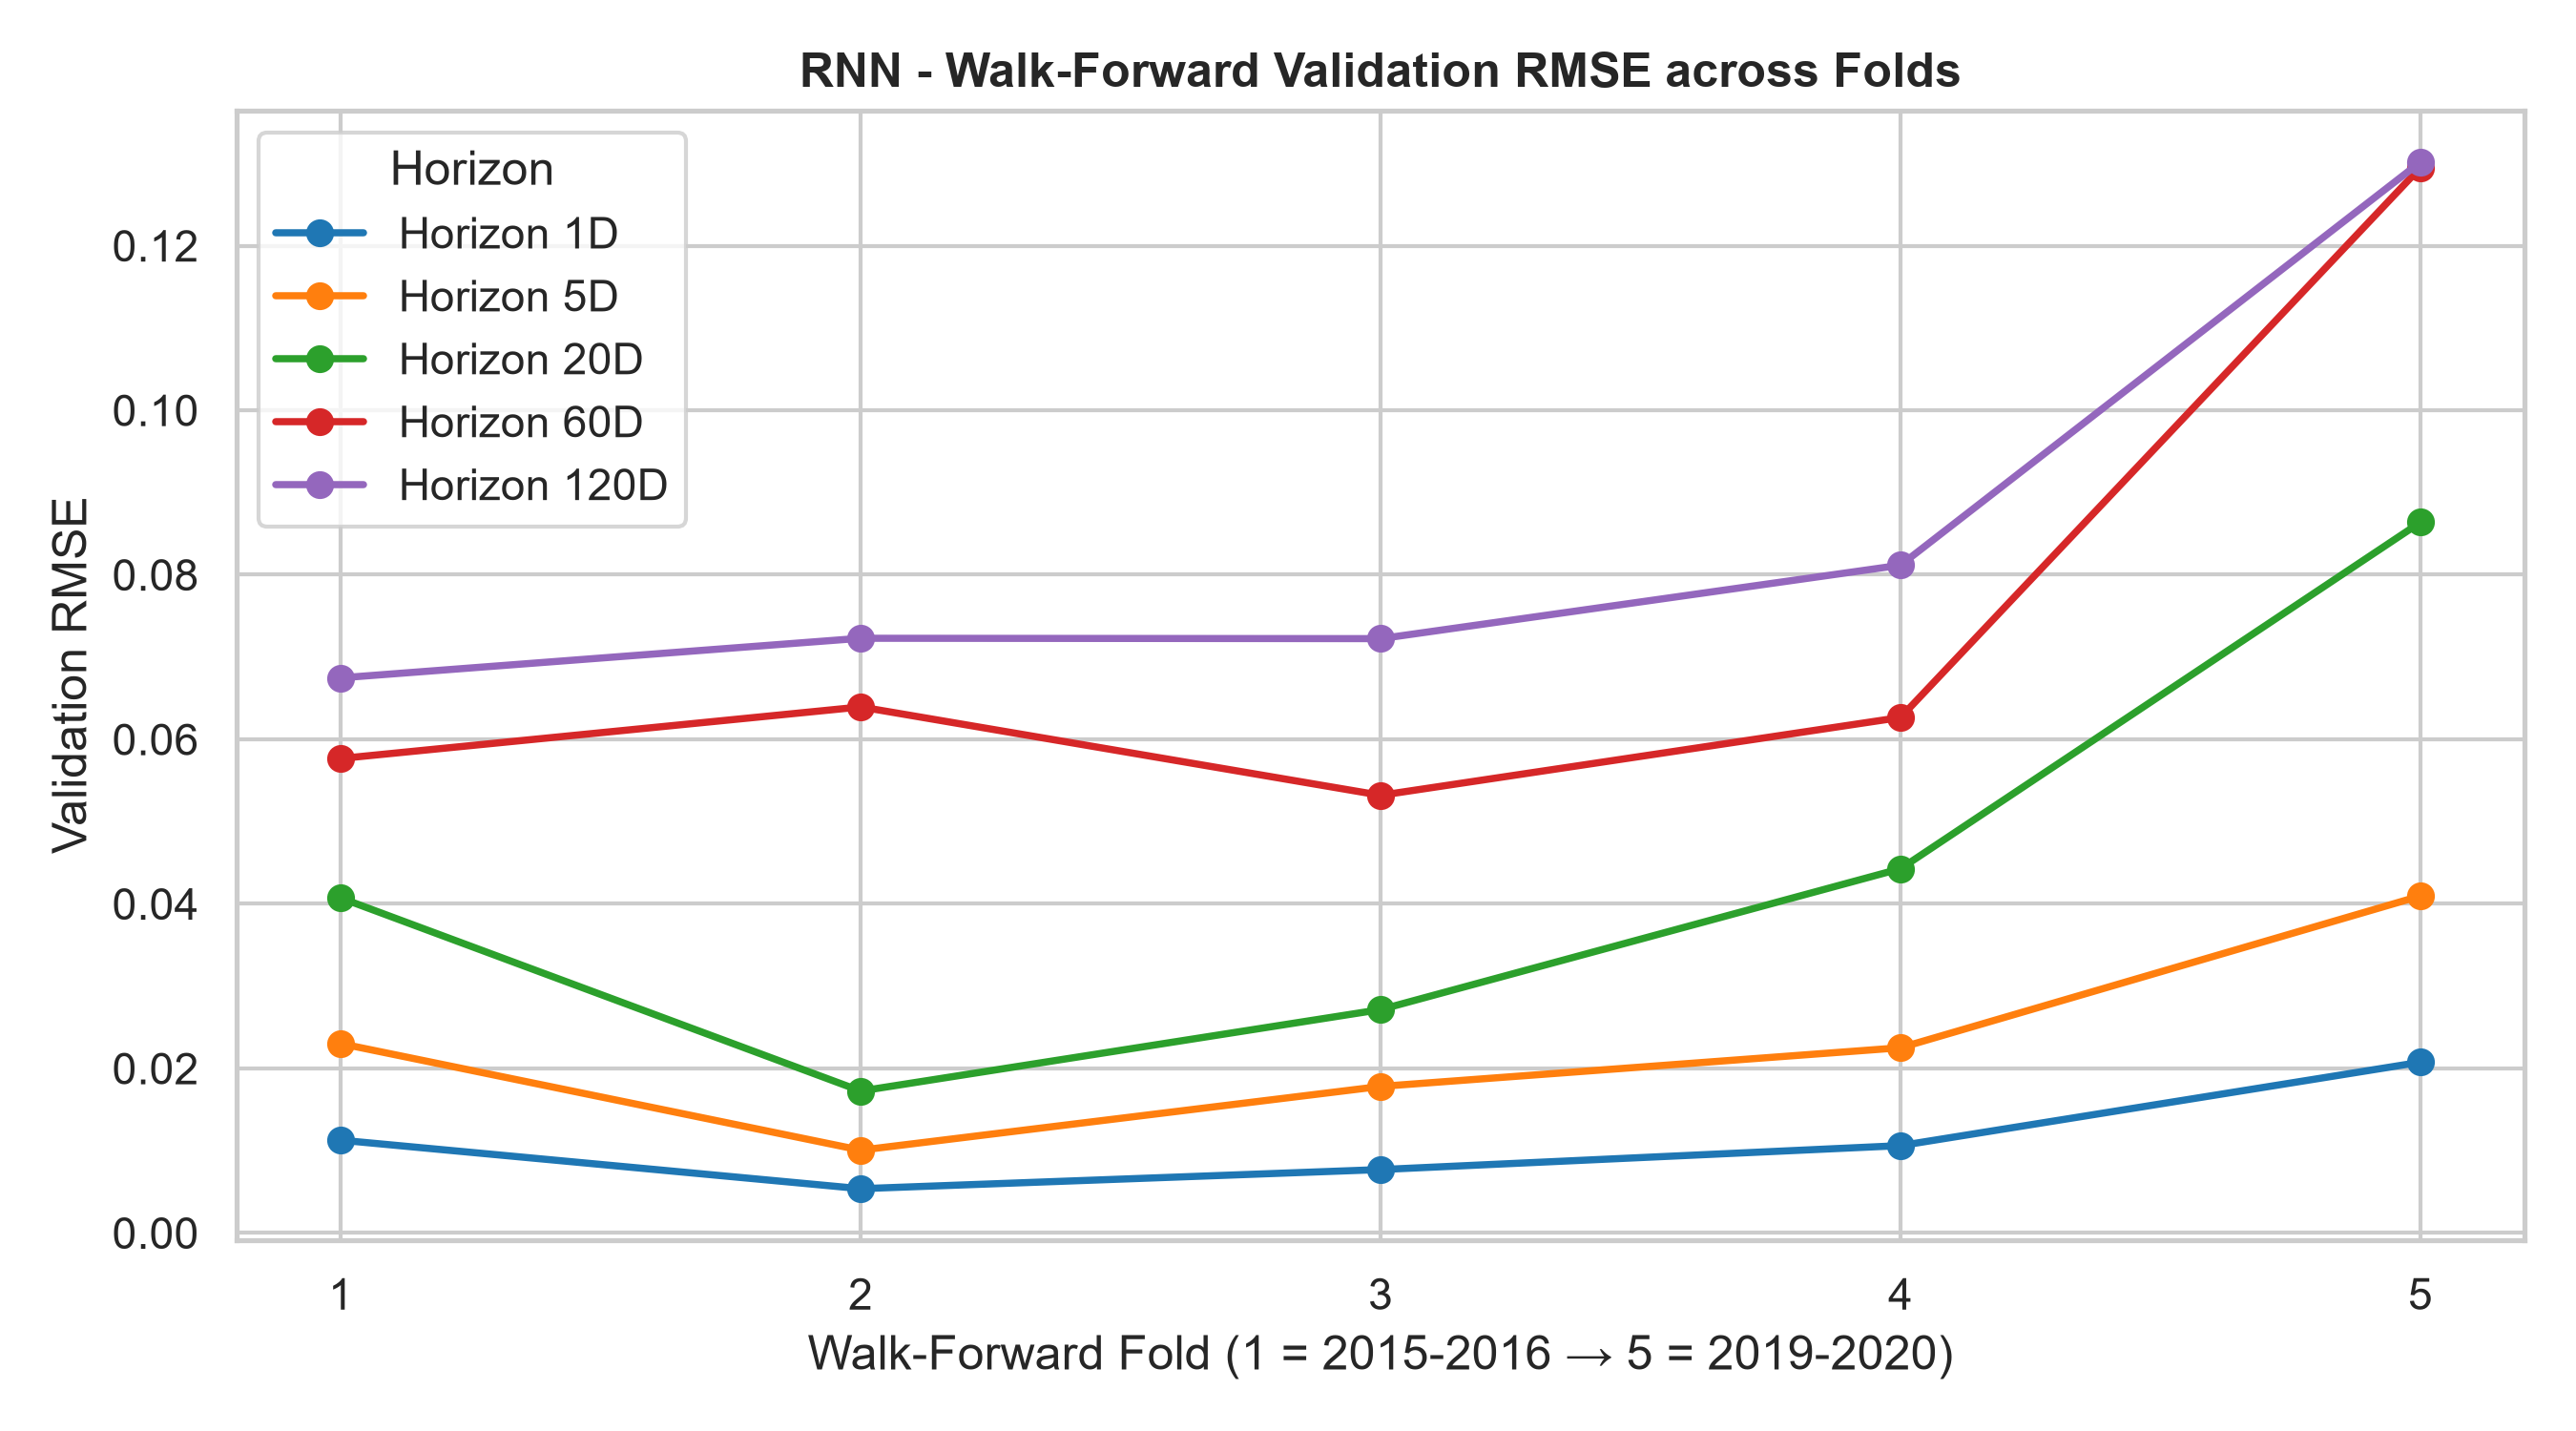 RNN - Walk-Forward Validation RMSE across Folds
Horizon
Horizon 1D
Horizon 5D
Horizon 20D
Horizon 60D
Horizon 120D
Validation RMSE
0.12
0.10
0.08
0.06
0.04
0.02
0.00
1 2 3 4 5
Walk-Forward Fold (1 = 2015-2016 → 5 = 2019-2020)